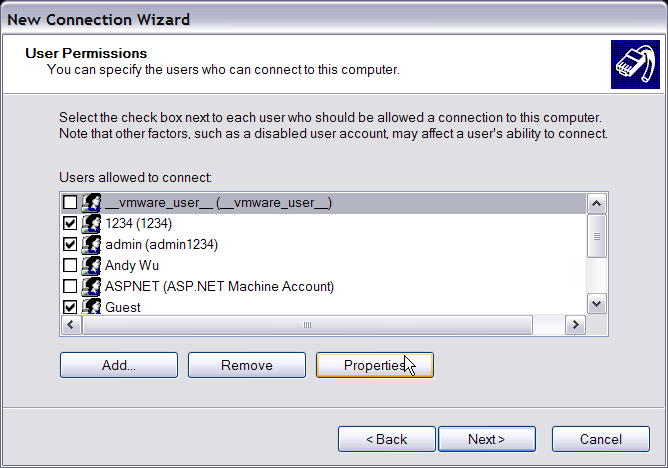 New Connection Wizard
User Permissions
You can specify the users who can connect to this computer.
Select the check box next to each user who should be allowed a connection to this computer.
Note that other factors, such as a disabled user account, may affect a user's ability to connect.
Users allowed to connect:
__vmware_user__ (__vmware_user__)
1234 (1234)
admin (admin1234)
Andy Wu
ASPNET (ASP.NET Machine Account)
Guest
Add... Remove Properties
< Back Next > Cancel